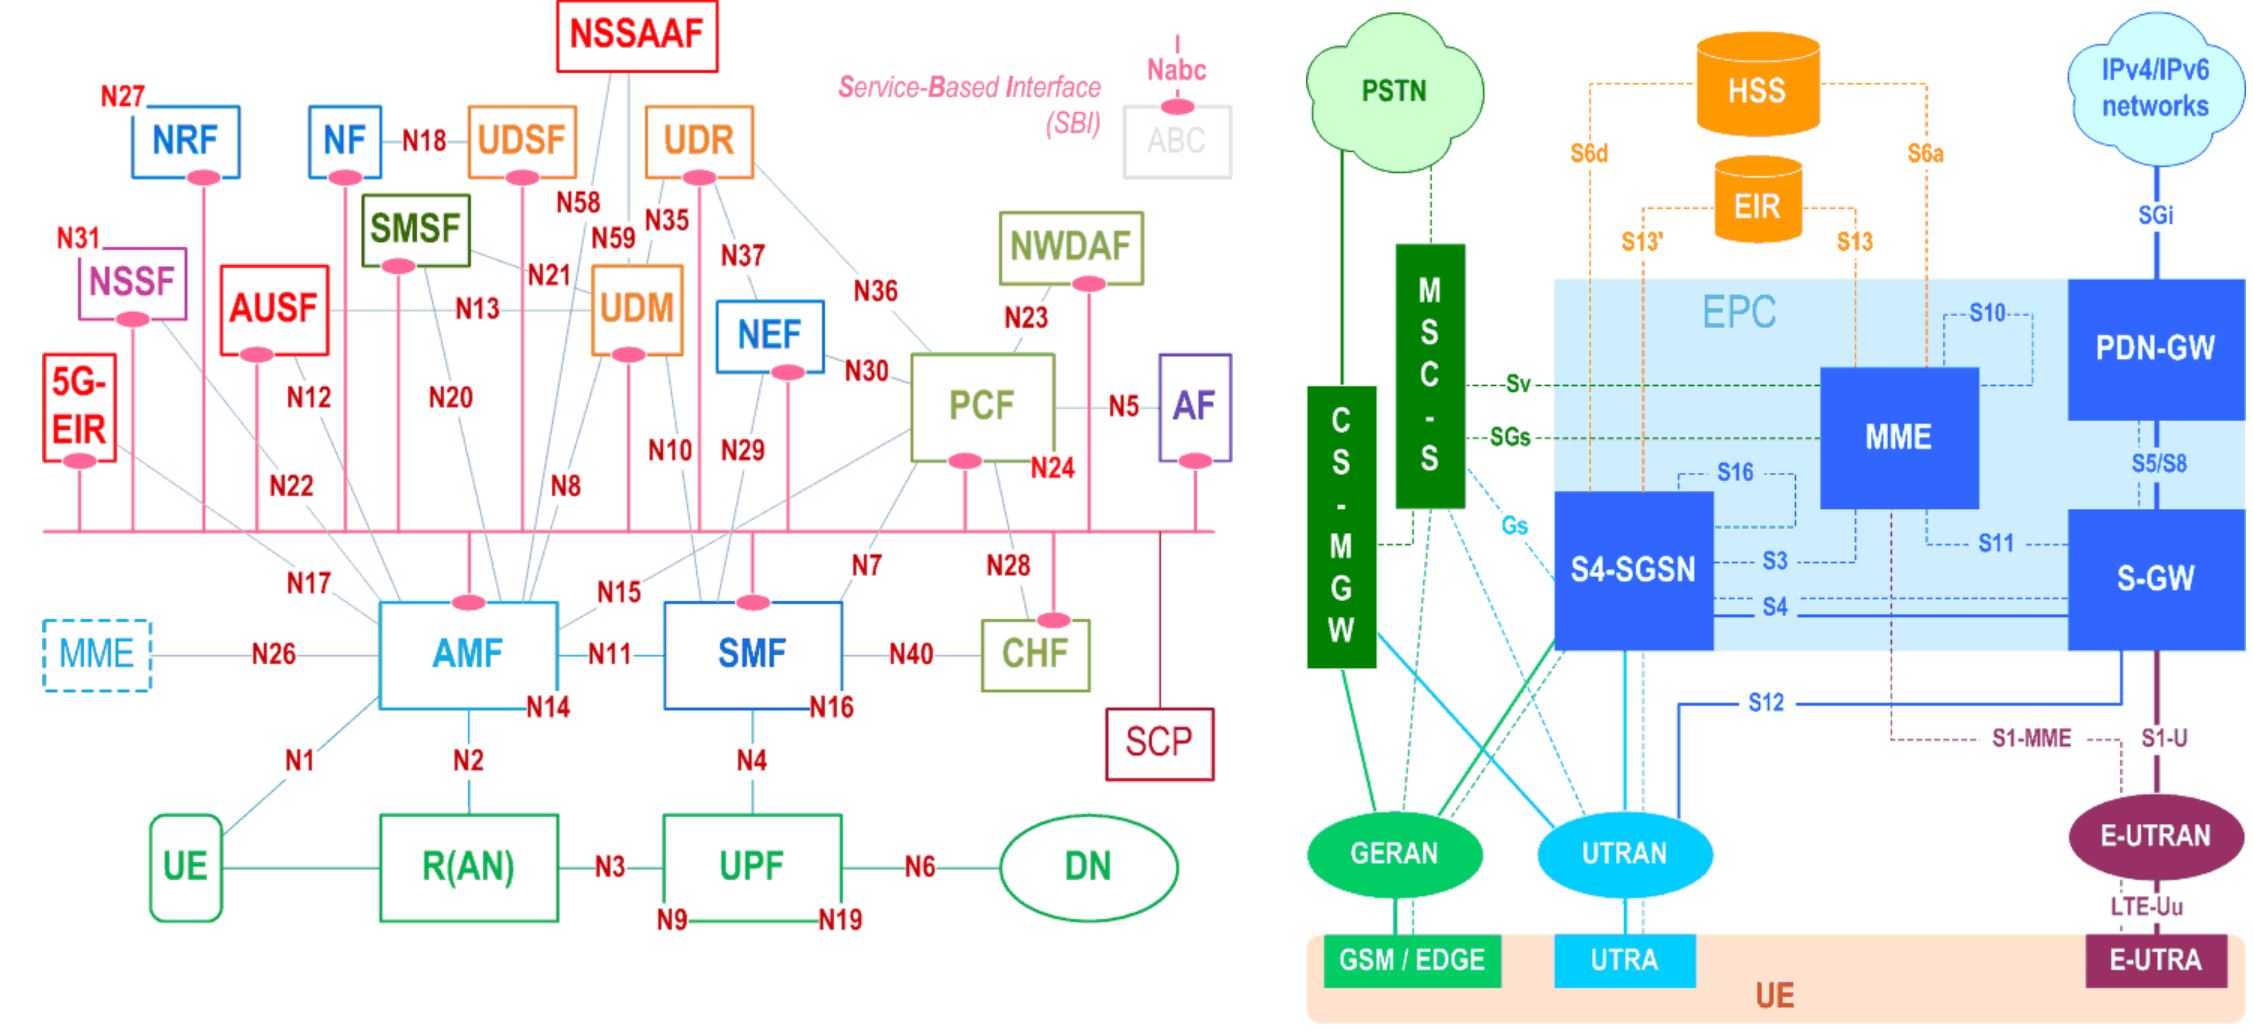 NSSAAF
N27
NRF
NF
N18
UDSF
UDR
Service-Based Interface
(SBI)
Nabc
ABC
N58
N59
N35
N37
N36
N31
NSSF
SMSF
N21
AUSF
N13
UDM
NEF
NWDAF
N23
5G-
EIR
N12
N20
N30
PCF
N5
AF
N22
N8
N10
N29
N24
N17
N15
N7
N28
MME
N26
AMF
N11
SMF
N40
CHF
N14
N16
SCP
N1
N2
N4
UE
R(AN)
N3
UPF
N6
DN
N9
N19
PSTN
HSS
IPv4/IPv6
networks
S6d
S6a
EIR
SGi
S13'
S13
M
S
C
-
S
EPC
S10
PDN-GW
Sv
C
S
-
M
G
W
SGs
MME
S16
S5/S8
Gs
S4-SGSN
S3
S11
S4
S-GW
S12
S1-MME
S1-U
GERAN
UTRAN
E-UTRAN
LTE-Uu
GSM / EDGE
UTRA
E-UTRA
UE